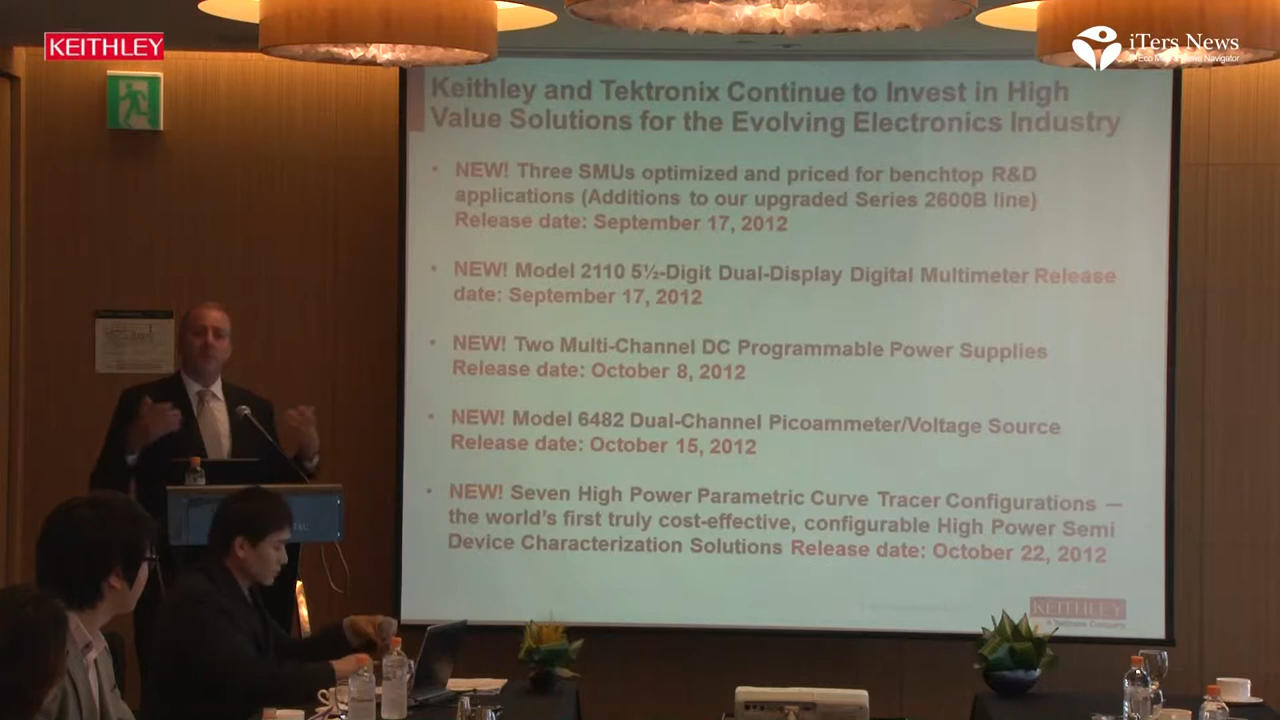 KEITHLEY
iTers News
Keithley and Tektronix Continue to Invest in High
Value Solutions for the Evolving Electronics Industry
• NEW! Three SMUs optimized and priced for benchtop R&D
applications (Additions to our upgraded Series 2600B line)
Release date: September 17, 2012
• NEW! Model 2110 5½-Digit Dual-Display Digital Multimeter Release
date: September 17, 2012
• NEW! Two Multi-Channel DC Programmable Power Supplies
Release date: October 8, 2012
• NEW! Model 6482 Dual-Channel Picoammeter/Voltage Source
Release date: October 15, 2012
• NEW! Seven High Power Parametric Curve Tracer Configurations —
the world's first truly cost-effective, configurable High Power Semi
Device Characterization Solutions Release date: October 22, 2012
KEITHLEY
A Tektronix Company